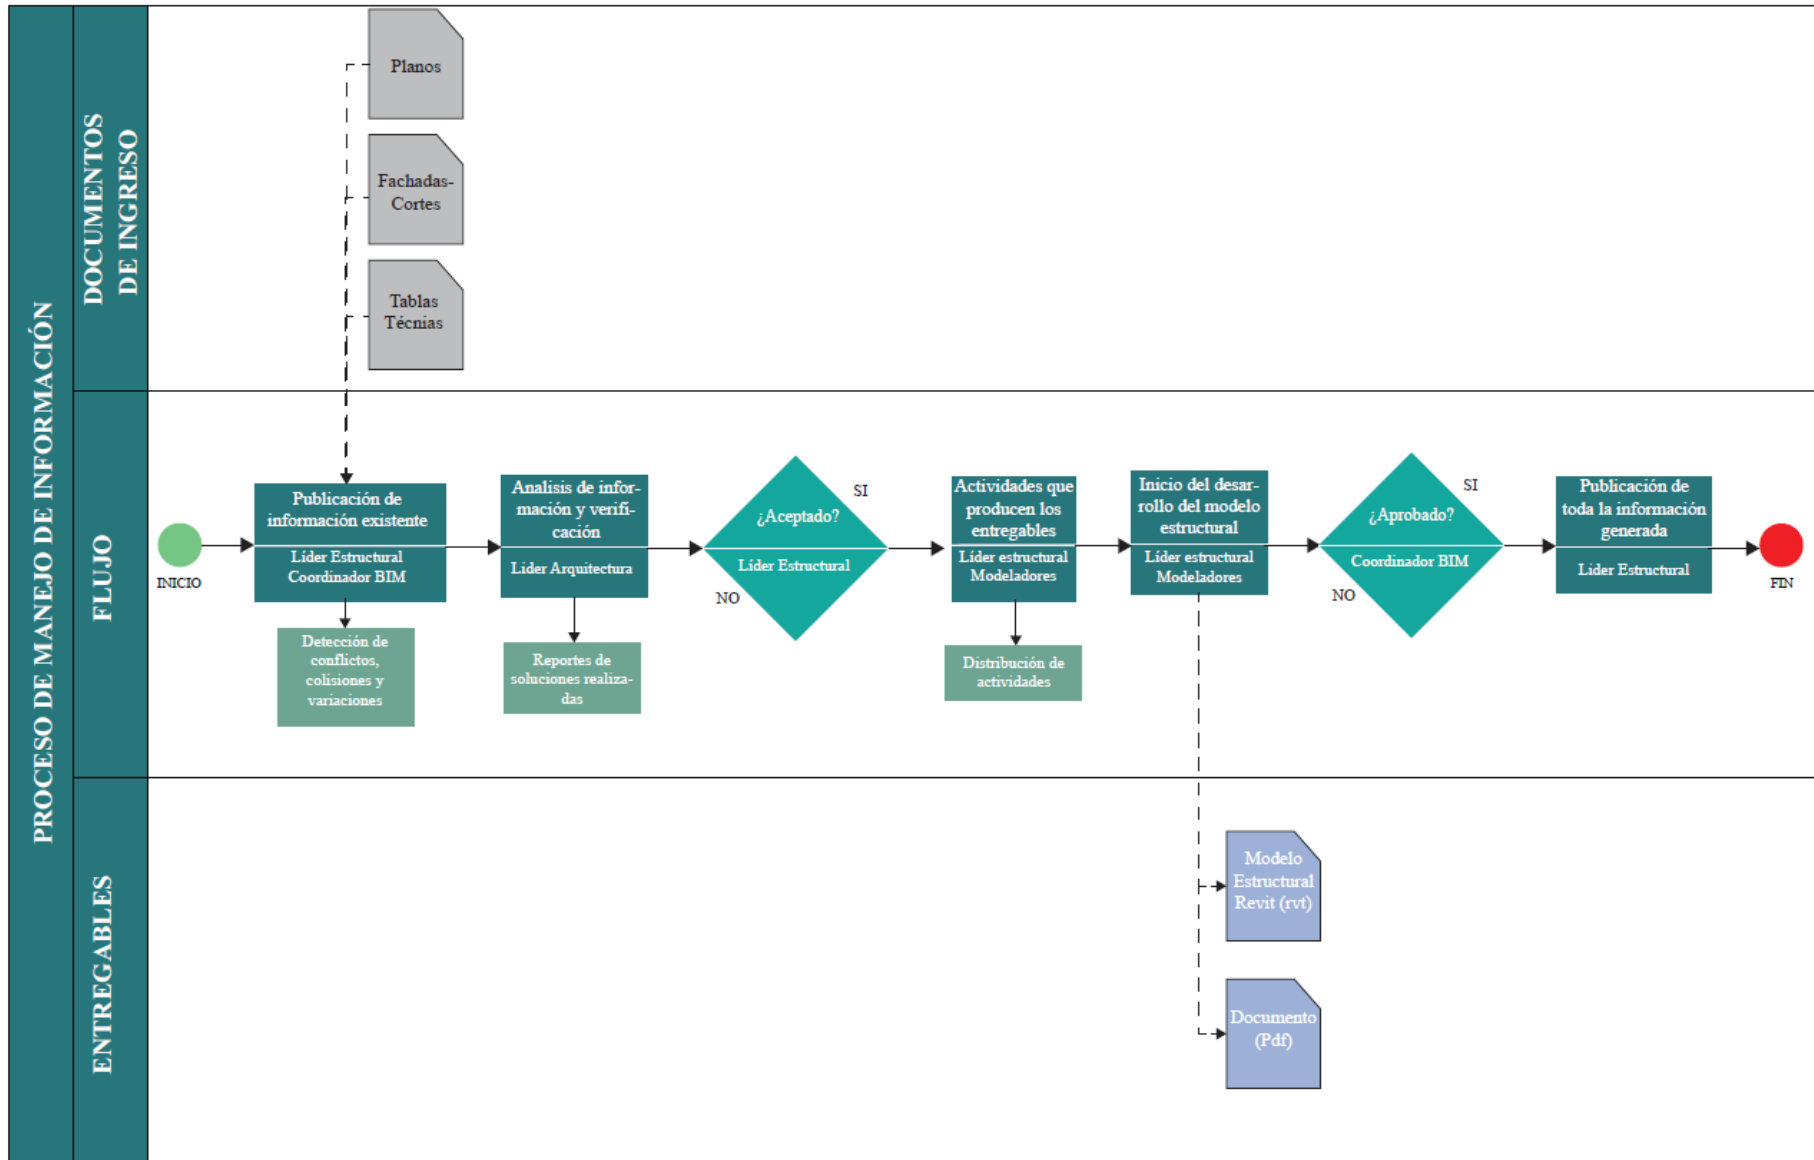 PROCESO DE MANEJO DE INFORMACIÓN
DOCUMENTOS
DE INGRESO
Planos
Fachadas-
Cortes
Tablas
Técnias
FLUJO
INICIO
Publicación de
información existente
Líder Estructural
Coordinador BIM
Detección de
conflictos,
colisiones y
variaciones
Analisis de infor-
mación y verifi-
cación
Lider Arquitectura
Reportes de
soluciones realiza-
das
¿Aceptado?
Líder Estructural
SI
NO
Actividades que
producen los
entregables
Líder estructural
Modeladores
Distribución de
actividades
Inicio del desar-
rollo del modelo
estructural
Líder estructural
Modeladores
¿Aprobado?
Coordinador BIM
SI
NO
Publicación de
toda la información
generada
Lider Estructural
FIN
ENTREGABLES
Modelo
Estructural
Revit (rvt)
Documento
(Pdf)